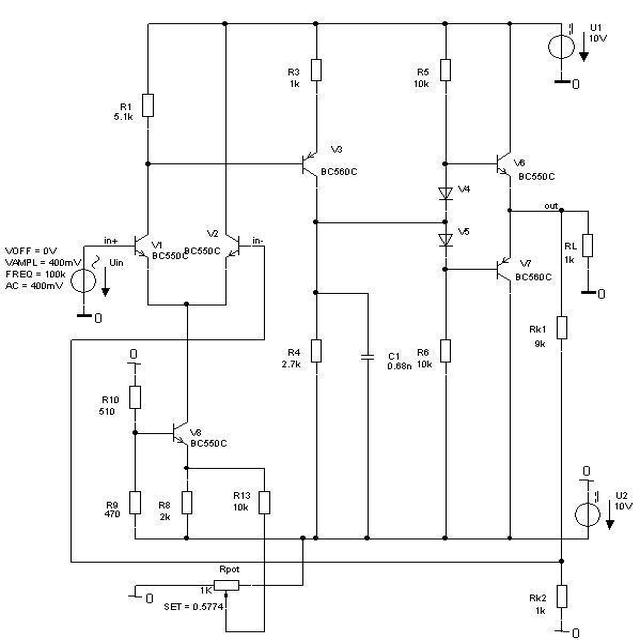 U1
10V
0
R3
1k
R5
10k
R1
5.1k
V3
BC560C
V6
BC550C
V4
out
in+
V2
in-
V5
V1
BC550C
BC550C
RL
1k
VOFF = 0V
VAMPL = 400mV
FREQ = 100k
AC = 400mV
Uin
V7
BC560C
0
0
Rk1
9k
0
R4
2.7k
C1
0.68n
R6
10k
R10
510
V8
BC550C
0
U2
10V
R9
470
R8
2k
R13
10k
Rpot
1K
0
SET = 0.5774
Rk2
1k
0